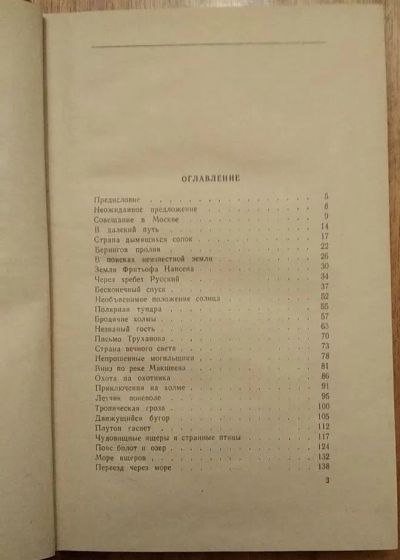 ОГЛАВЛЕНИЕ
Предисловие . . . 5
Неожиданное предложение . . . 8
Совещание в Москве . . . 9
В далекий путь . . . 14
Страна дымящихся сопок . . . 17
Берингов пролив . . . 22
В поисках неизвестной земли . . . 26
Земля Фритьофа Нансена . . . 30
Через хребет Русский . . . 34
Бесконечный спуск . . . 37
Необъяснимое положение солнца . . . 52
Полярная тундра . . . 55
Бродячие холмы . . . 57
Незваный гость . . . 63
Письмо Труханова . . . 70
Страна вечного света . . . 73
Непрошенные могильщики . . . 78
Вниз по реке Макшеева . . . 81
Охота на охотника . . . 86
Приключения на холме . . . 91
Летчик поневоле . . . 95
Тропическая гроза . . . 100
Движущийся бугор . . . 105
Плутон гаснет . . . 112
Чудовищные ящеры и странные птицы . . . 117
Пояс болот и озер . . . 124
Море ящеров . . . 132
Переезд через море . . . 138
3